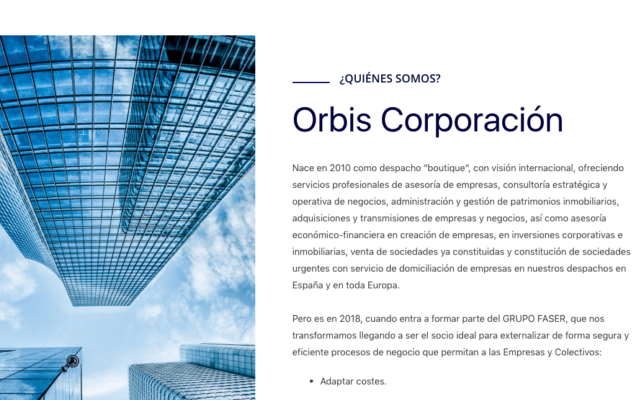 ¿QUIÉNES SOMOS?
Orbis Corporación
Nace en 2010 como despacho "boutique", con visión internacional, ofreciendo
servicios profesionales de asesoría de empresas, consultoría estratégica y
operativa de negocios, administración y gestión de patrimonios inmobiliarios,
adquisiciones y transmisiones de empresas y negocios, así como asesoría
económico-financiera en creación de empresas, en inversiones corporativas e
inmobiliarias, venta de sociedades ya constituidas y constitución de sociedades
urgentes con servicio de domiciliación de empresas en nuestros despachos en
España y en toda Europa.
Pero es en 2018, cuando entra a formar parte del GRUPO FASER, que nos
transformamos llegando a ser el socio ideal para externalizar de forma segura y
eficiente procesos de negocio que permitan a las Empresas y Colectivos:
• Adaptar costes.